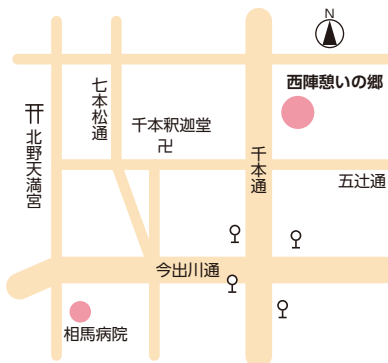 N
西陣憩いの郷
七本松通
千本釈迦堂
卍
北野天満宮
千本通
五辻通
今出川通
相馬病院